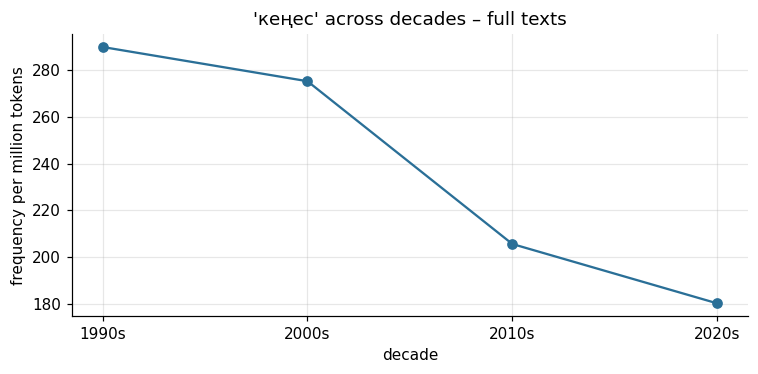 'кеңес' across decades – full texts
frequency per million tokens
280
260
240
220
200
180
1990s 2000s 2010s 2020s
decade